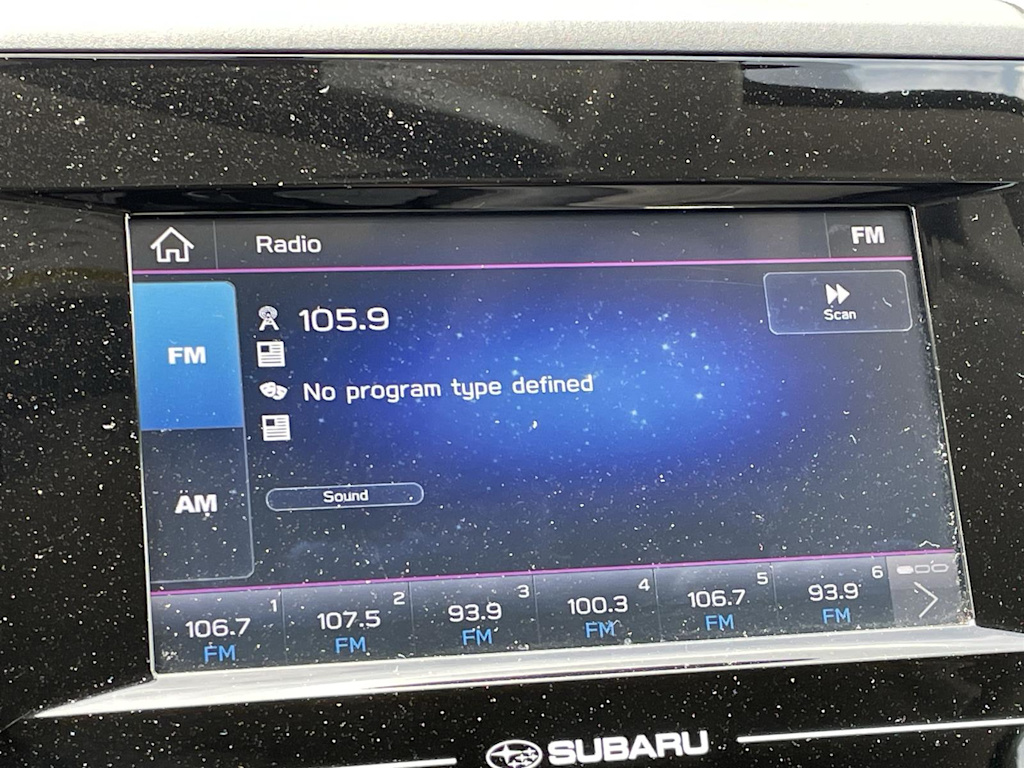 Radio
FM
105.9
Scan
FM
No program type defined
Sound
AM
1
2
3
4
5
6
106.7
107.5
93.9
100.3
106.7
93.9
FM
FM
FM
FM
FM
FM
SUBARU